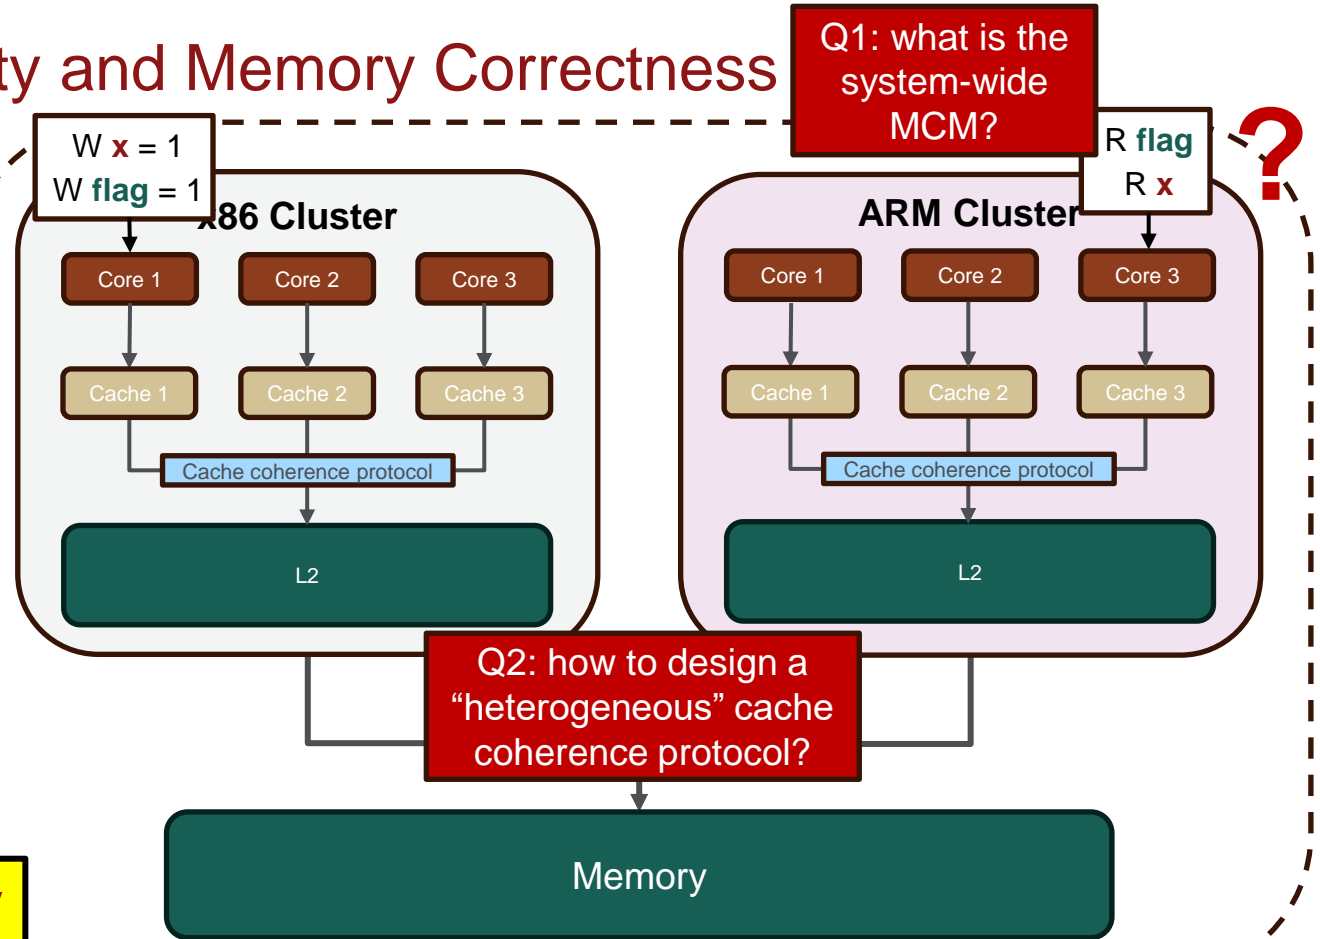 ty and Memory Correctness
Q1: what is the
system-wide
MCM?
W x = 1
W flag = 1
R flag
R x
?
x86 Cluster
ARM Cluster
Core 1
Core 2
Core 3
Core 1
Core 2
Core 3
Cache 1
Cache 2
Cache 3
Cache 1
Cache 2
Cache 3
Cache coherence protocol
Cache coherence protocol
L2
L2
Q2: how to design a
“heterogeneous” cache
coherence protocol?
Memory